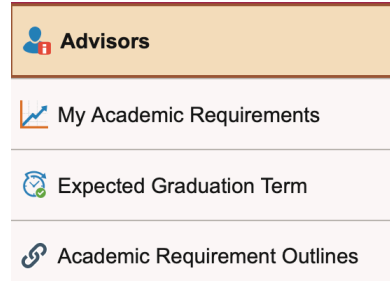 Advisors
My Academic Requirements
Expected Graduation Term
Academic Requirement Outlines